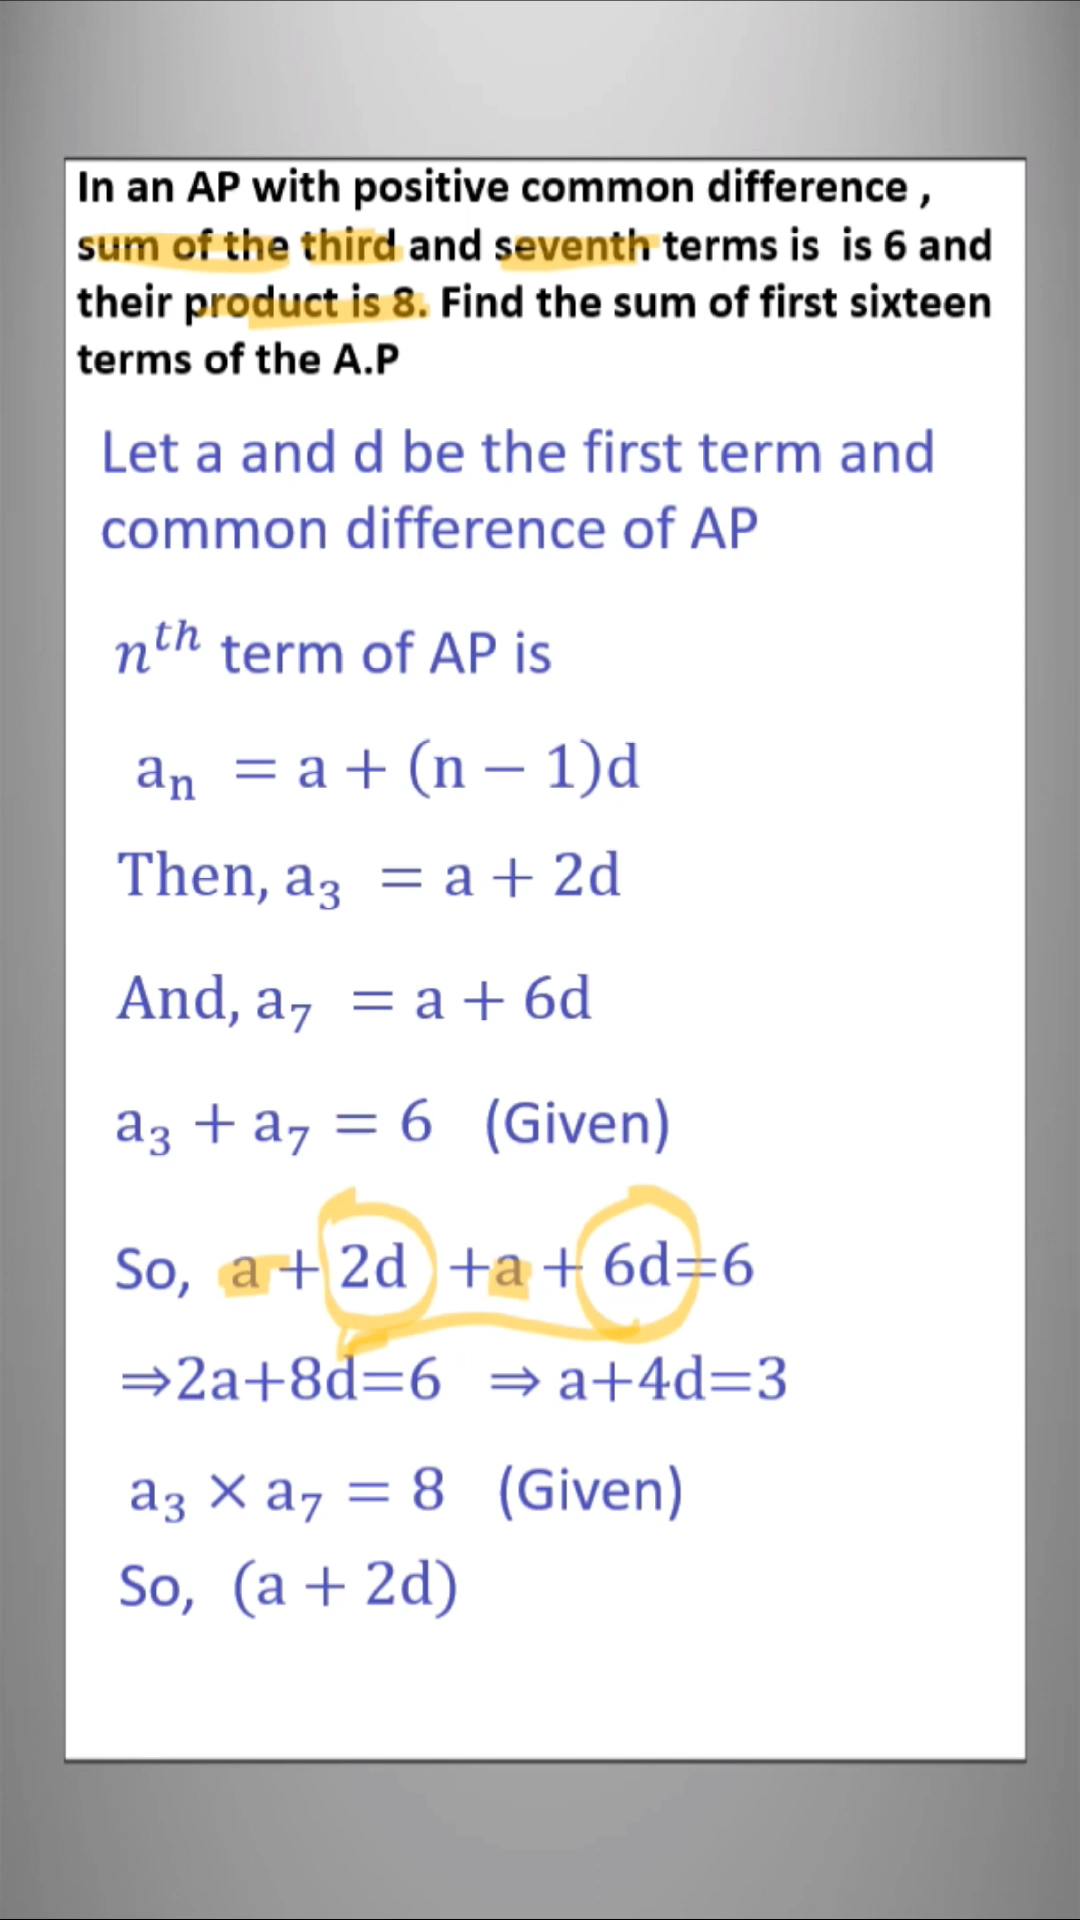 In an AP with positive common difference ,
sum of the third and seventh terms is  is 6 and
their product is 8. Find the sum of first sixteen
terms of the A.P
Let a and d be the first term and
common difference of AP
nᵗʰ term of AP is
aₙ = a + (n − 1)d
Then, a₃ = a + 2d
And, a₇ = a + 6d
a₃ + a₇ = 6 (Given)
So, a + 2d +a + 6d=6
⇒2a+8d=6 ⇒ a+4d=3
a₃ × a₇ = 8 (Given)
So, (a + 2d)